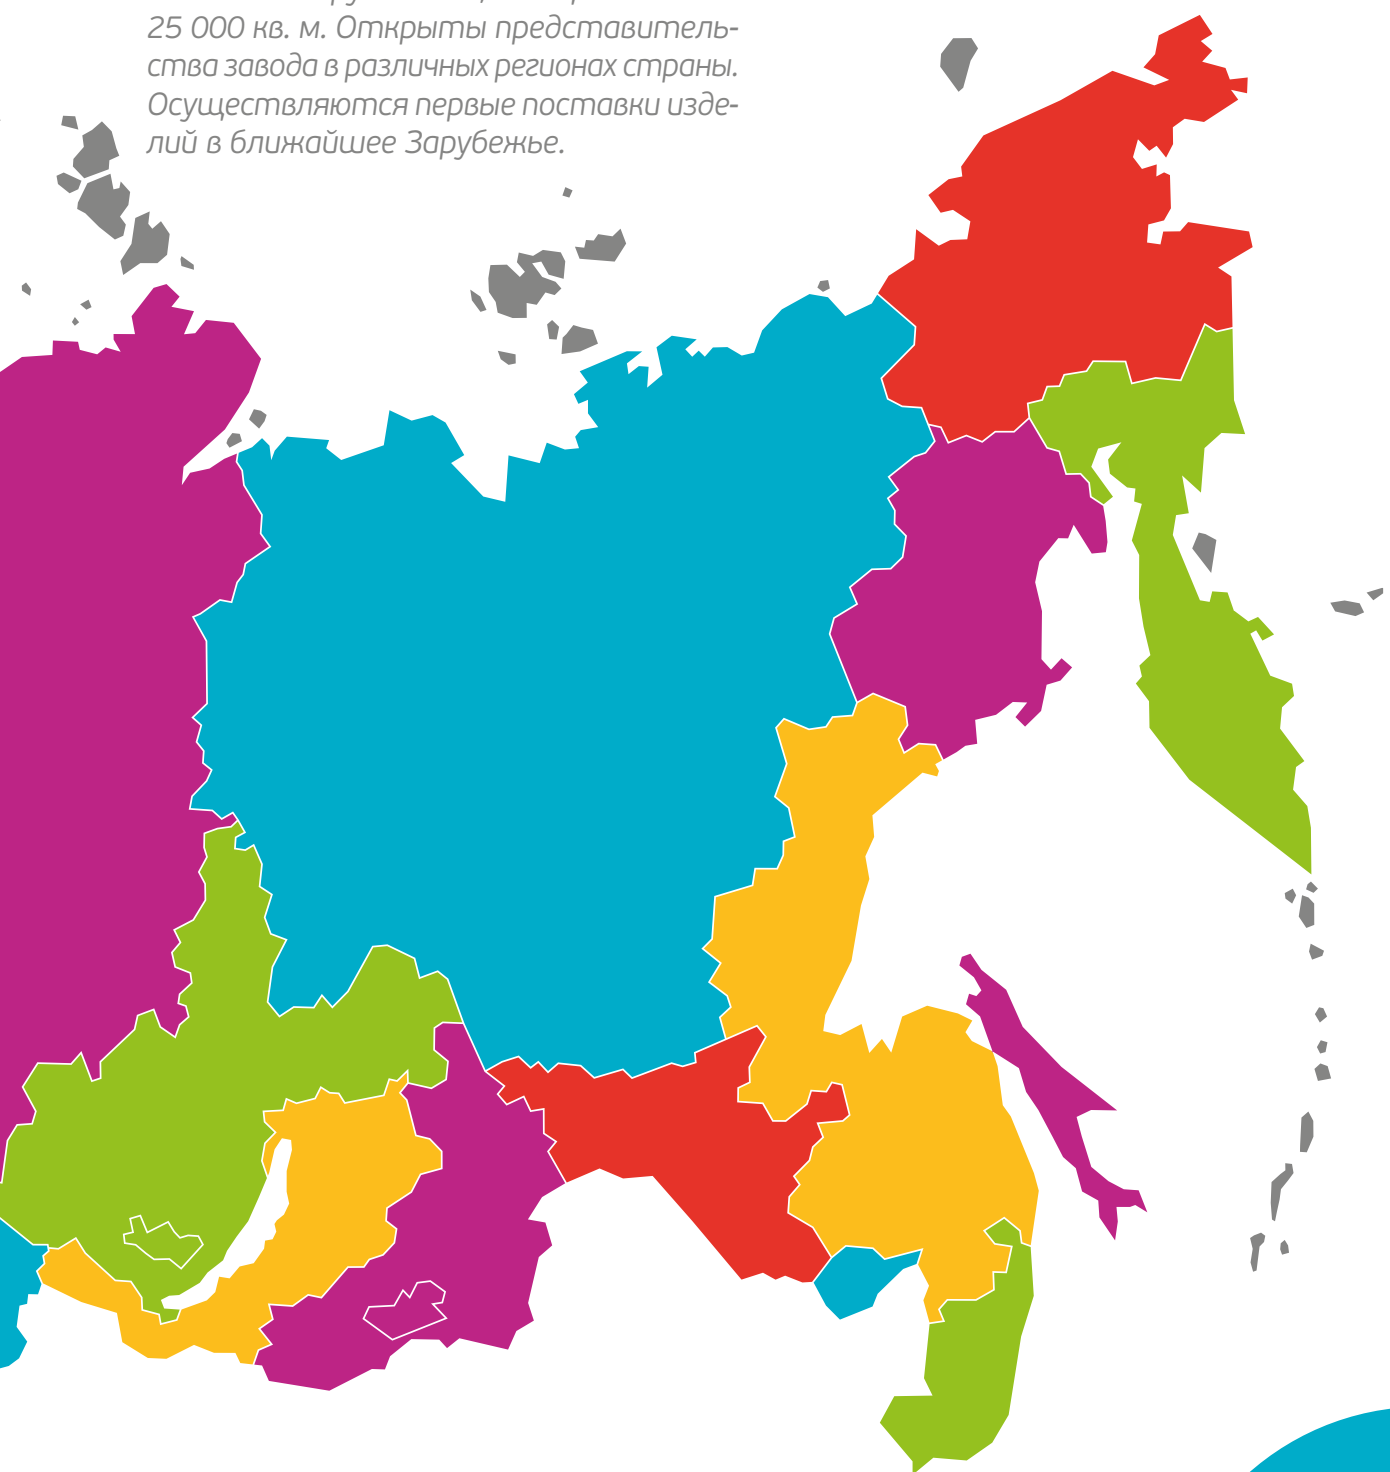 25 000 кв. м. Открыты представитель-
ства завода в различных регионах страны.
Осуществляются первые поставки изде-
лий в ближайшее Зарубежье.